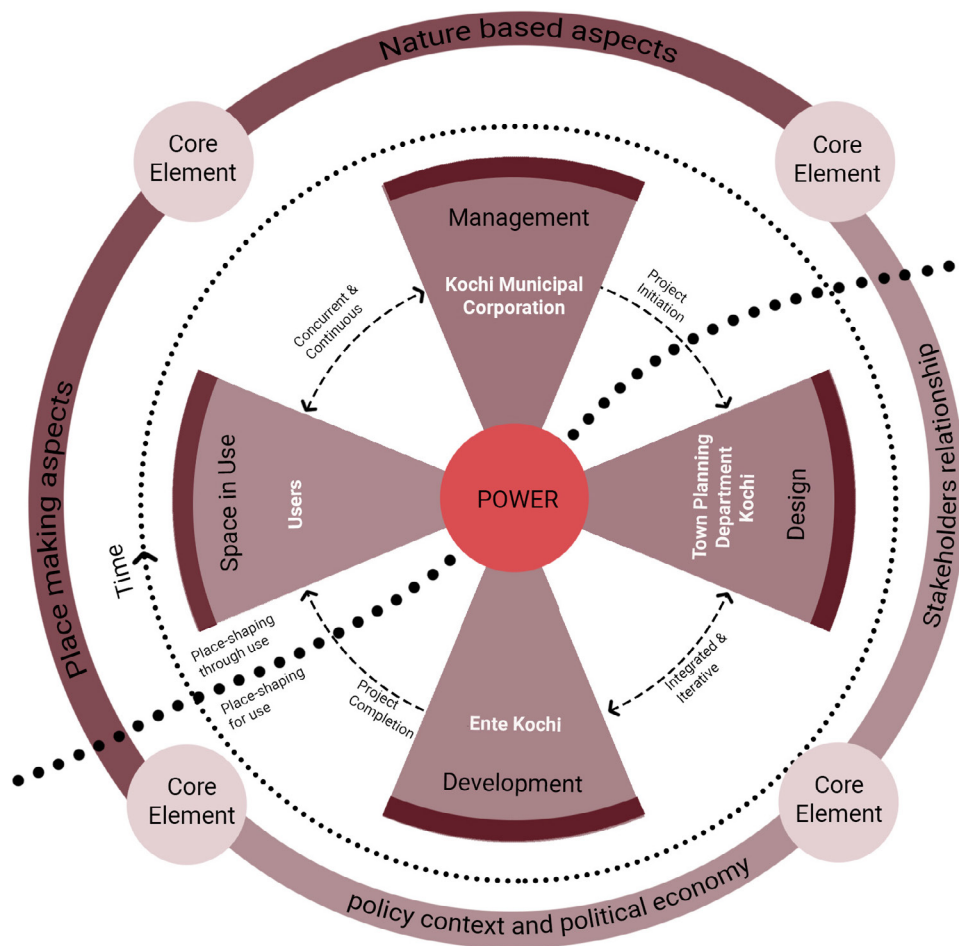 Nature based aspects
Core
Element
Core
Element
Management
Kochi Municipal
Corporation
Concurrent &
Continuous
Project
Initiation
Place making aspects
Space in Use
Users
POWER
Town Planning
Department
Kochi
Design
Stakeholders relationship
Time
Place-shaping
through use
Place-shaping
for use
Project
Completion
Integrated &
Iterative
Ente Kochi
Development
Core
Element
Core
Element
policy context and political economy